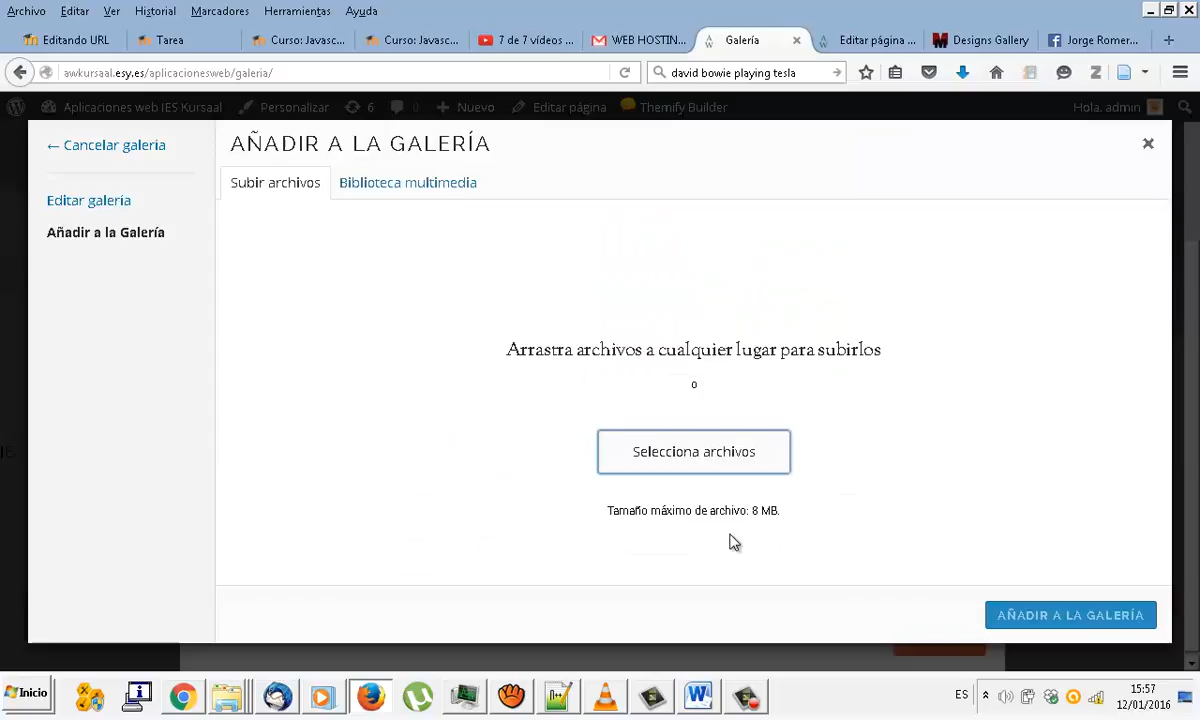 Archivo Editar Ver Historial Marcadores Herramientas Ayuda
Editando URL Tarea Curso: Javasc... Curso: Javasc... 7 de 7 vídeos ... WEB HOSTIN... Galería Editar página ... Designs Gallery Jorge Romer...
awkursaal.esy.es/aplicacionesweb/galeria/ david bowie playing tesla
Aplicaciones web IES Kursaal Personalizar 6 0 Nuevo Editar página Themify Builder Hola, admin
← Cancelar galería AÑADIR A LA GALERÍA
Subir archivos Biblioteca multimedia
Editar galería
Añadir a la Galería
Arrastra archivos a cualquier lugar para subirlos
o
Selecciona archivos
Tamaño máximo de archivo: 8 MB.
AÑADIR A LA GALERÍA
Inicio ES 15:57
12/01/2016